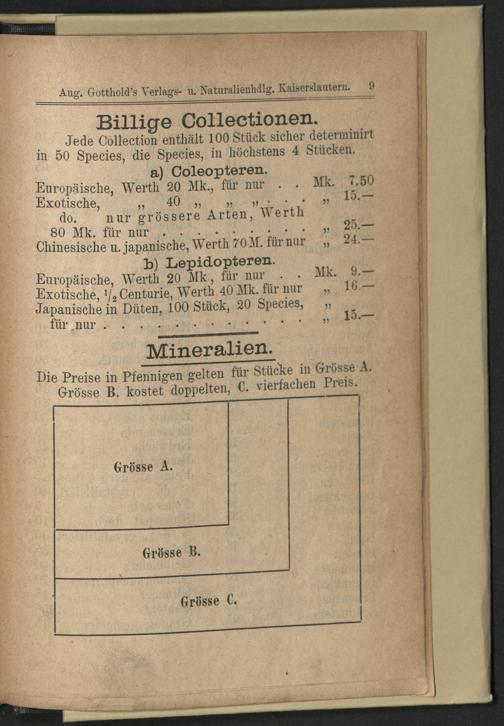 Aug. Gotthold's Verlags- u. Naturalienhdlg. Kaiserslautern. 9
Billige Collectionen.
Jede Collection enthält 100 Stück sicher determinirt
in 50 Species, die Species, in höchstens 4 Stücken.
a) Coleopteren.
Europäische, Werth 20 Mk., für nur . . Mk. 7.50
Exotische, „ 40 „ „ „ . . . „ 15.—
do. nur grössere Arten, Werth
80 Mk. für nur . . . . . . . . . „ 25.—
Chinesische u. japanische, Werth 70 M. für nur „ 24.—
b) Lepidopteren.
Europäische, Werth 20 Mk, für nur . . Mk. 9.—
Exotische, 1/2 Centurie, Werth 40 Mk. für nur „ 16.—
Japanische in Düten, 100 Stück, 20 Species, „
für nur . . . . . . . . . . . . „ 15.—
Mineralien.
Die Preise in Pfennigen gelten für Stücke in Grösse A.
Grösse B. kostet doppelten, C. vierfachen Preis.
Grösse A.
Grösse B.
Grösse C.